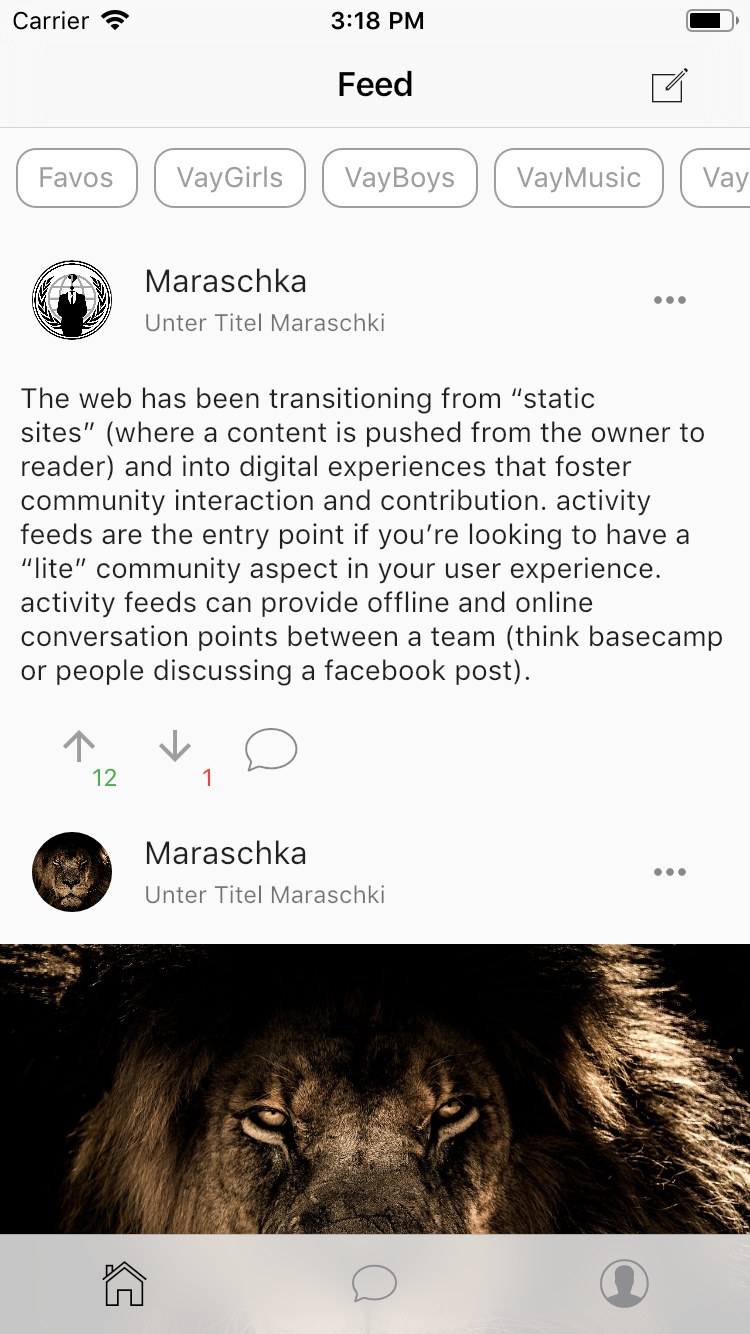 Carrier 3:18 PM
Feed
Favos VayGirls VayBoys VayMusic Vay
Maraschka
Unter Titel Maraschki
The web has been transitioning from “static
sites” (where a content is pushed from the owner to
reader) and into digital experiences that foster
community interaction and contribution. activity
feeds are the entry point if you’re looking to have a
“lite” community aspect in your user experience.
activity feeds can provide offline and online
conversation points between a team (think basecamp
or people discussing a facebook post).
12 1
Maraschka
Unter Titel Maraschki